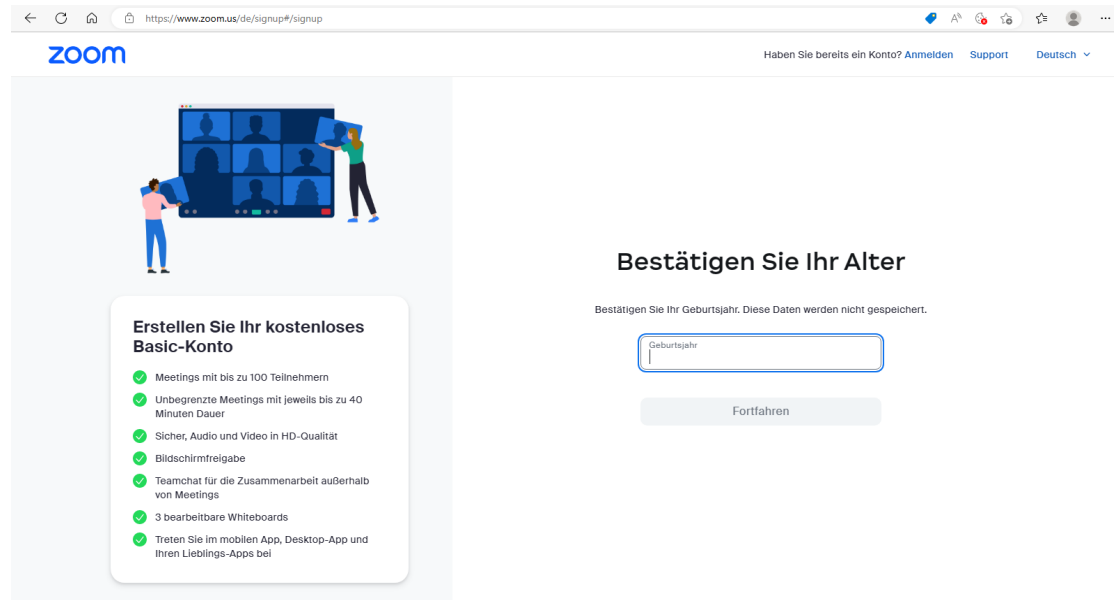 https://www.zoom.us/de/signup#/signup
zoom
Haben Sie bereits ein Konto? Anmelden Support Deutsch
Bestätigen Sie Ihr Alter
Bestätigen Sie Ihr Geburtsjahr. Diese Daten werden nicht gespeichert.
Geburtsjahr
Fortfahren
Erstellen Sie Ihr kostenloses
Basic-Konto
Meetings mit bis zu 100 Teilnehmern
Unbegrenzte Meetings mit jeweils bis zu 40
Minuten Dauer
Sicher, Audio und Video in HD-Qualität
Bildschirmfreigabe
Teamchat für die Zusammenarbeit außerhalb
von Meetings
3 bearbeitbare Whiteboards
Treten Sie im mobilen App, Desktop-App und
Ihren Lieblings-Apps bei